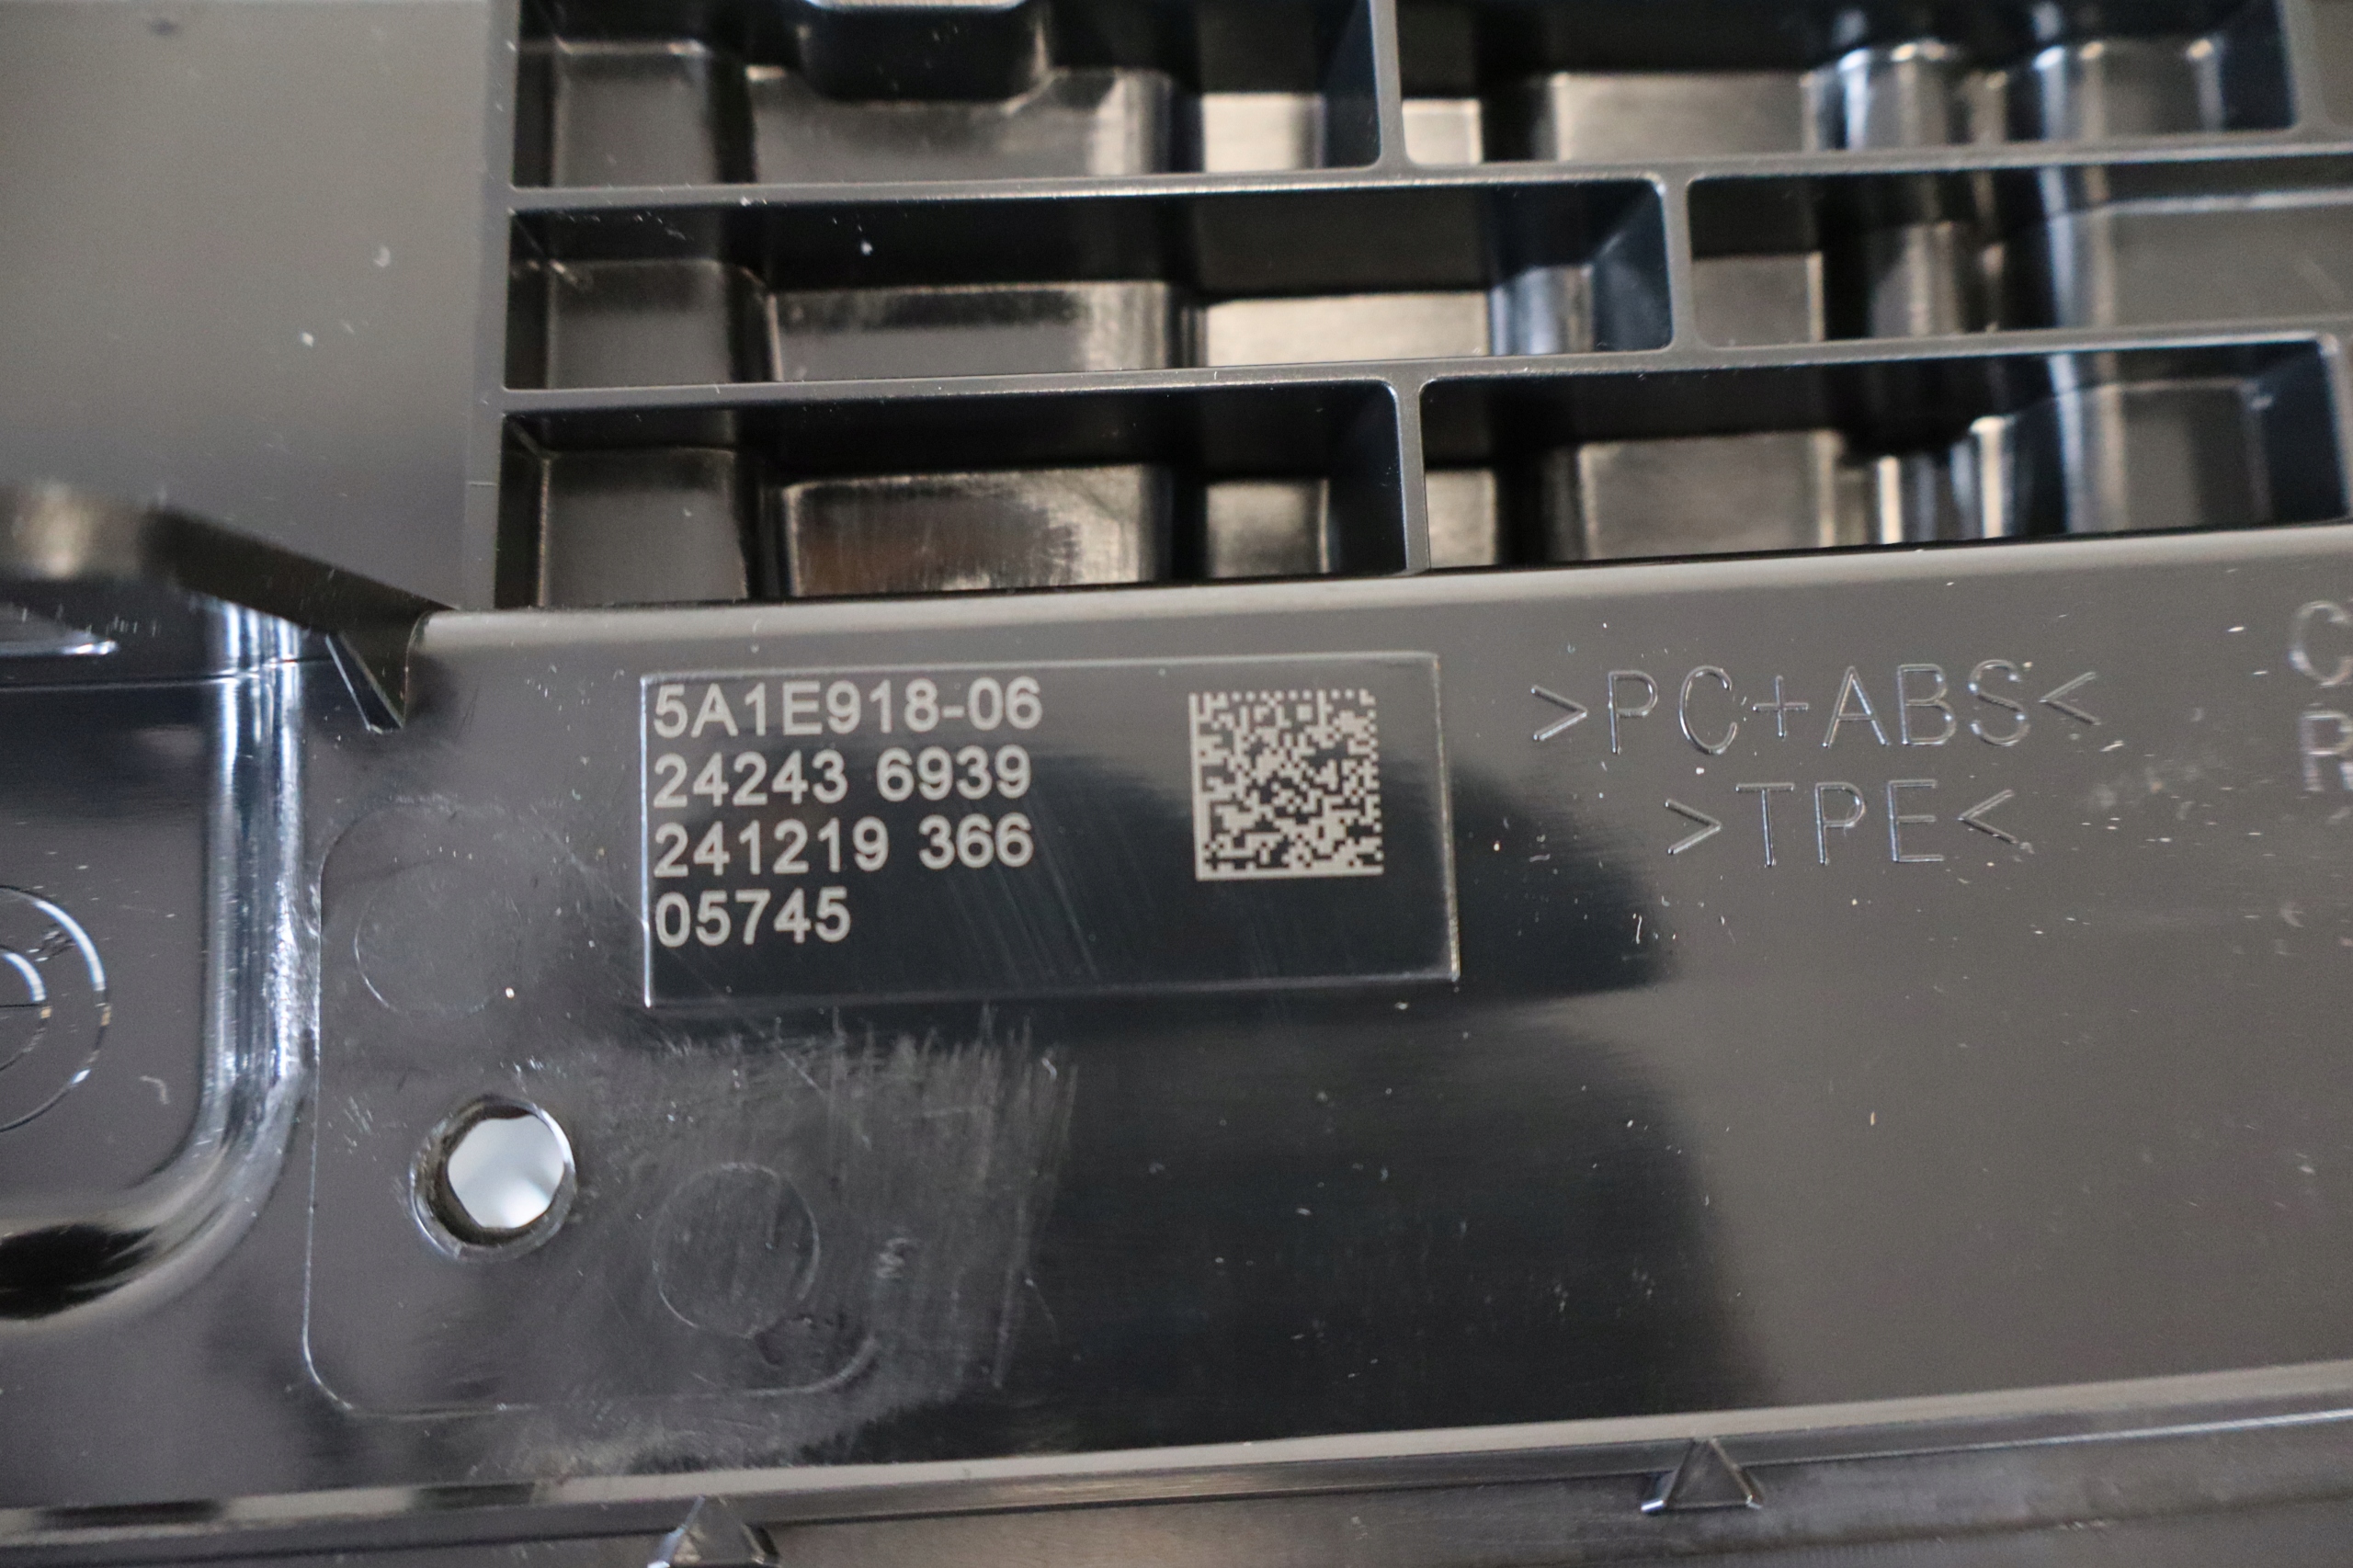 5A1E918-06
24243 6939
241219 366
05745
>PC+ABS<
>TPE<